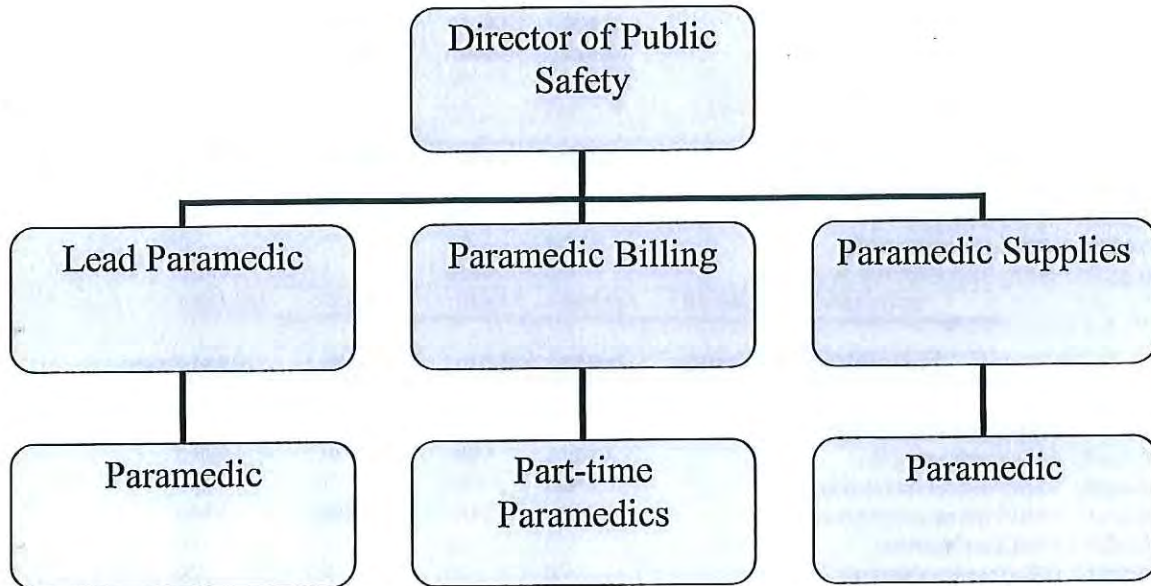 Director of Public
Safety
Lead Paramedic
Paramedic Billing
Paramedic Supplies
Paramedic
Part-time
Paramedics
Paramedic